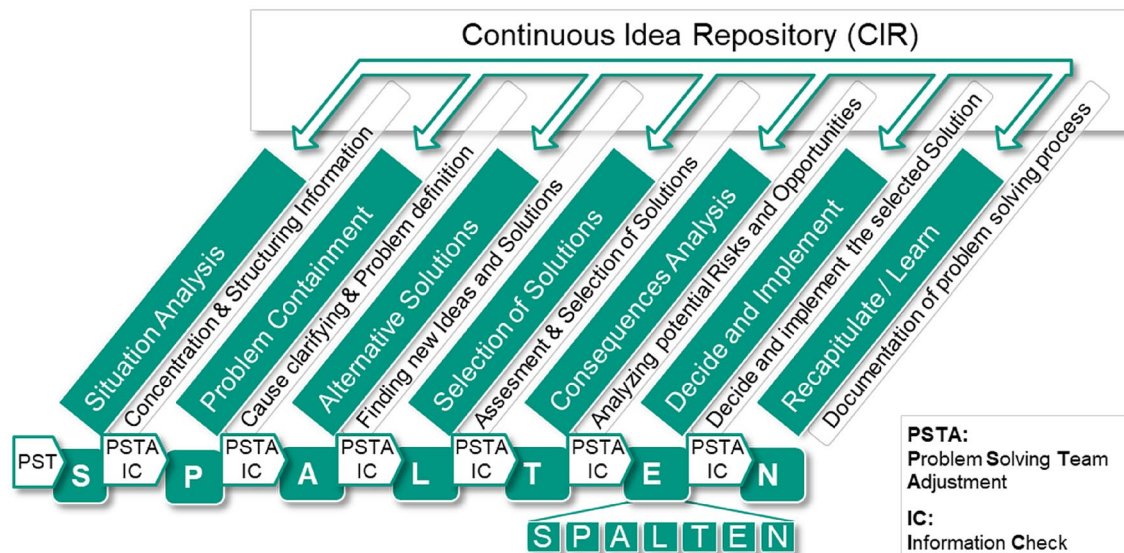 Continuous Idea Repository (CIR)
Situation Analysis
Concentration & Structuring Information
Problem Containment
Cause clarifying & Problem definition
Alternative Solutions
Finding new Ideas and Solutions
Selection of Solutions
Assesment & Selection of Solutions
Consequences Analysis
Analyzing potential Risks and Opportunities
Decide and Implement
Decide and implement the selected Solution
Recapitulate / Learn
Documentation of problem solving process
PST
S
PSTA
IC
P
PSTA
IC
A
PSTA
IC
L
PSTA
IC
T
PSTA
IC
E
PSTA
IC
N
S P A L T E N
PSTA:
Problem Solving Team
Adjustment
IC:
Information Check